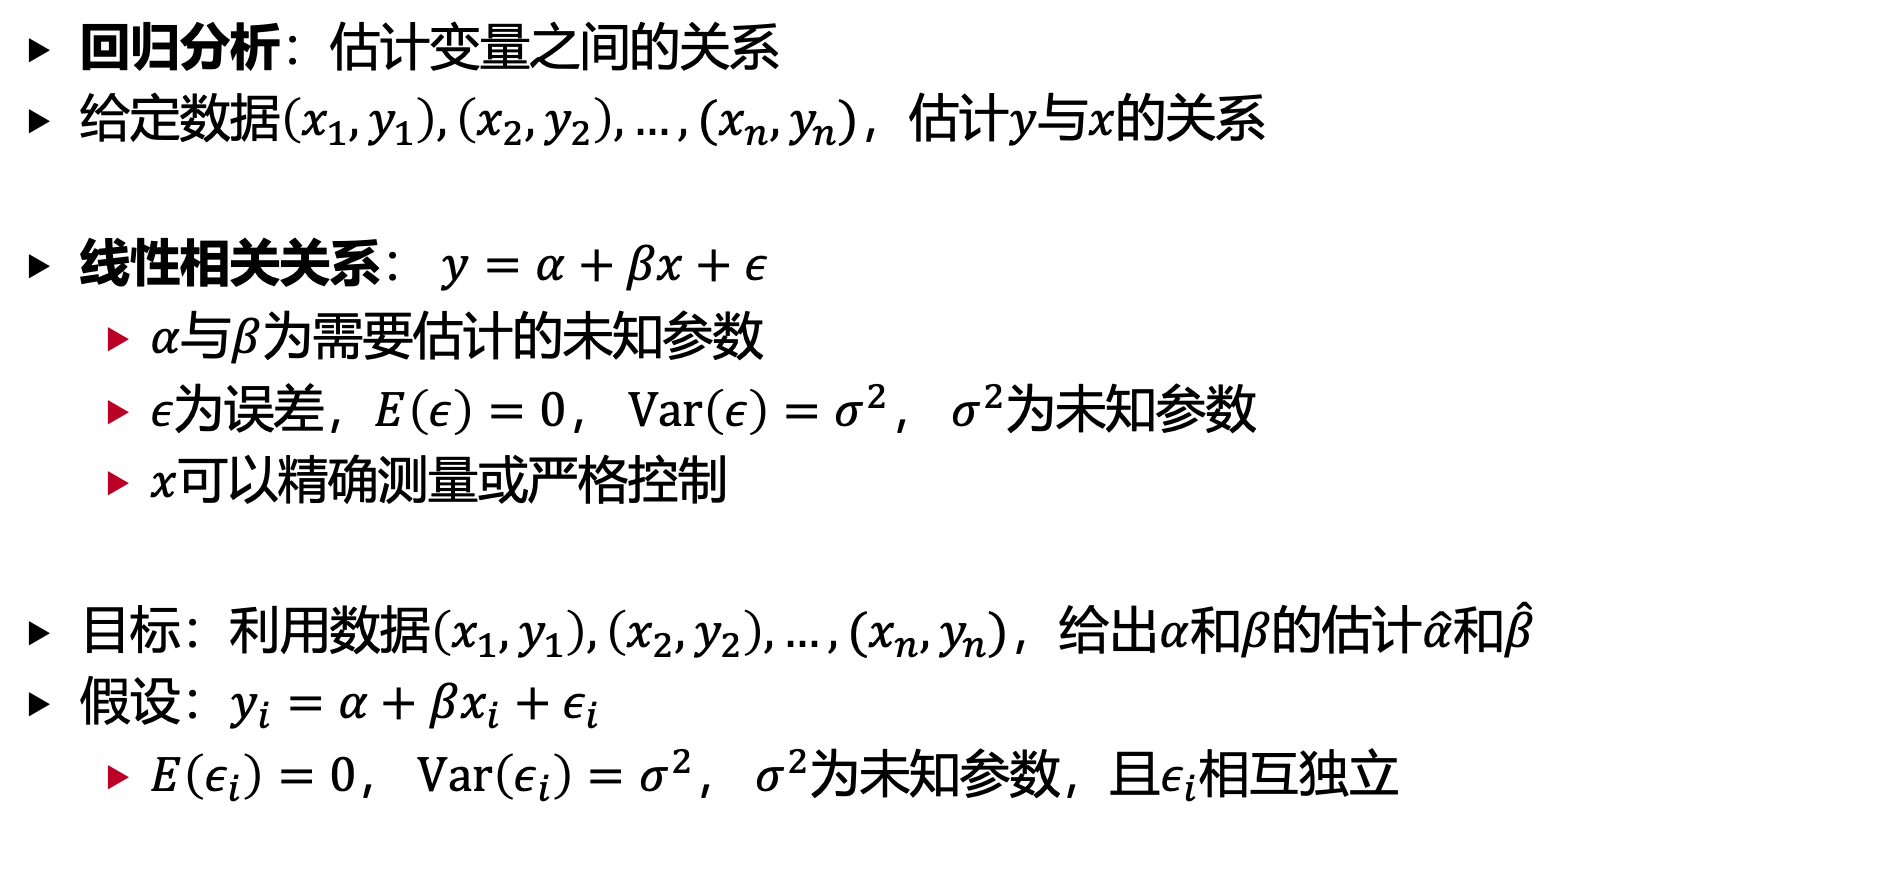 ▶ 回归分析：估计变量之间的关系
▶ 给定数据(x₁, y₁), (x₂, y₂), … , (xₙ, yₙ)，估计y与x的关系
▶ 线性相关关系： y = α + βx + ϵ
▶ α与β为需要估计的未知参数
▶ ϵ为误差，E(ϵ) = 0， Var(ϵ) = σ²， σ²为未知参数
▶ x可以精确测量或严格控制
▶ 目标：利用数据(x₁, y₁), (x₂, y₂), … , (xₙ, yₙ)，给出α和β的估计α̂和β̂
▶ 假设：yᵢ = α + βxᵢ + ϵᵢ
▶ E(ϵᵢ) = 0， Var(ϵᵢ) = σ²， σ²为未知参数，且ϵᵢ相互独立